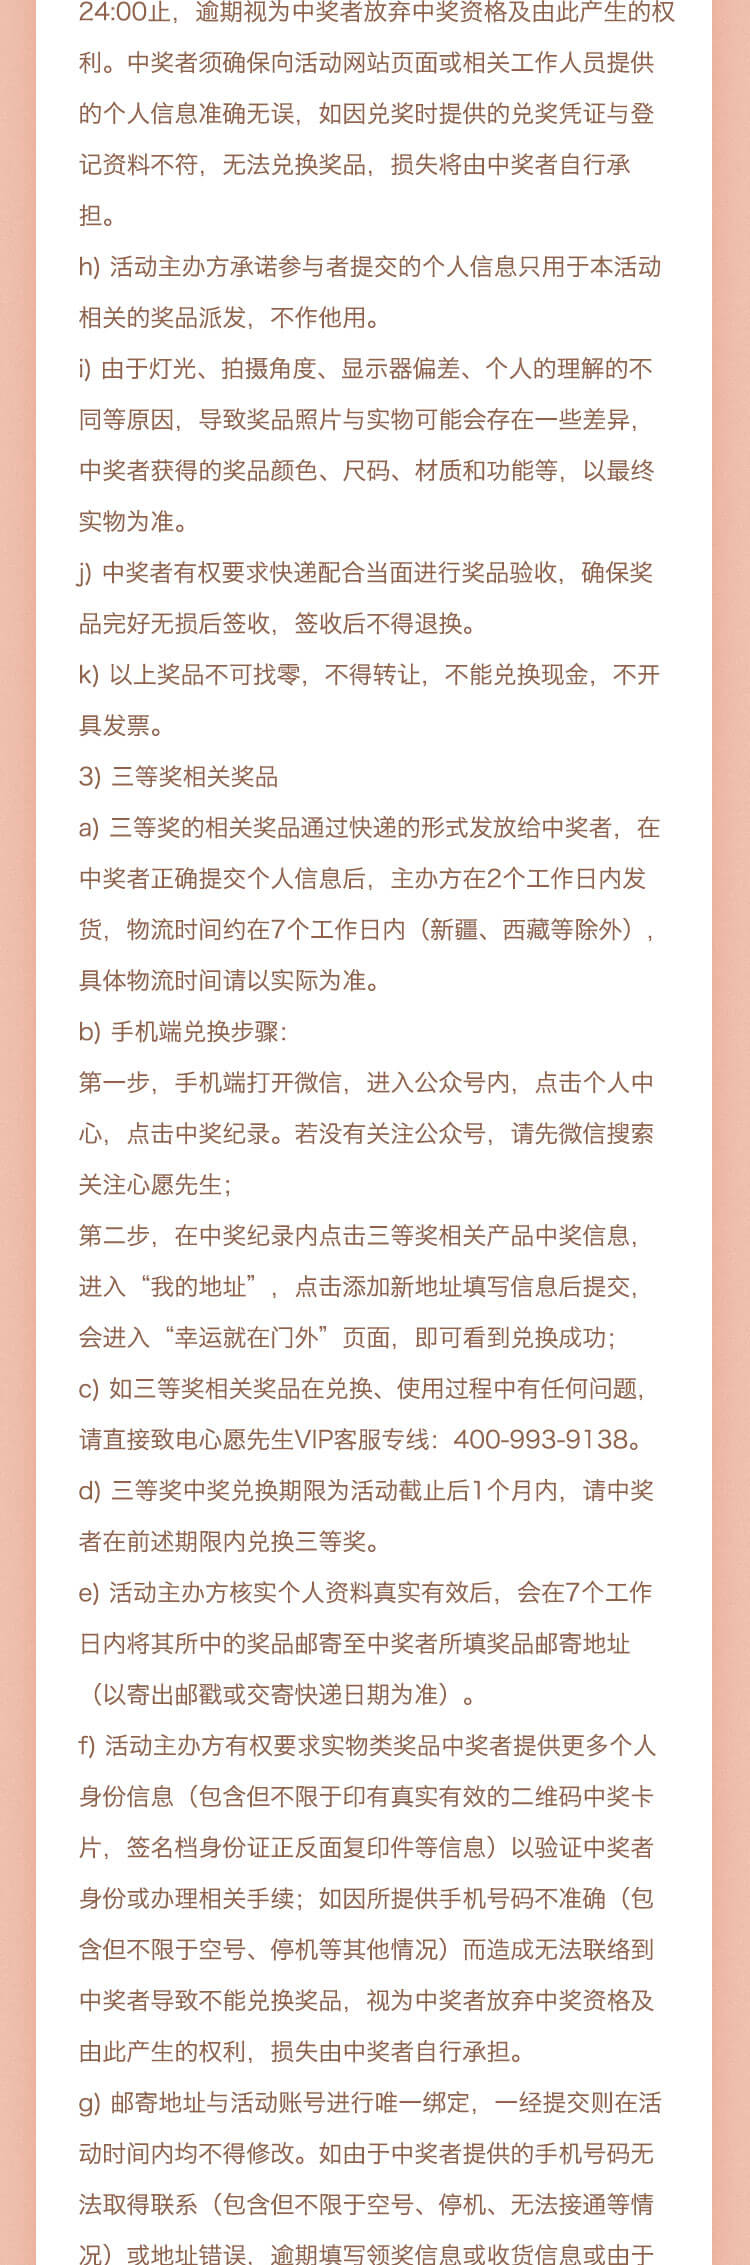 24:00止，逾期视为中奖者放弃中奖资格及由此产生的权
利。中奖者须确保向活动网站页面或相关工作人员提供
的个人信息准确无误，如因兑奖时提供的兑奖凭证与登
记资料不符，无法兑换奖品，损失将由中奖者自行承
担。
h) 活动主办方承诺参与者提交的个人信息只用于本活动
相关的奖品派发，不作他用。
i) 由于灯光、拍摄角度、显示器偏差、个人的理解的不
同等原因，导致奖品照片与实物可能会存在一些差异，
中奖者获得的奖品颜色、尺码、材质和功能等，以最终
实物为准。
j) 中奖者有权要求快递配合当面进行奖品验收，确保奖
品完好无损后签收，签收后不得退换。
k) 以上奖品不可找零，不得转让，不能兑换现金，不开
具发票。
3) 三等奖相关奖品
a) 三等奖的相关奖品通过快递的形式发放给中奖者，在
中奖者正确提交个人信息后，主办方在2个工作日内发
货，物流时间约在7个工作日内（新疆、西藏等除外），
具体物流时间请以实际为准。
b) 手机端兑换步骤：
第一步，手机端打开微信，进入公众号内，点击个人中
心，点击中奖纪录。若没有关注公众号，请先微信搜索
关注心愿先生；
第二步，在中奖纪录内点击三等奖相关产品中奖信息，
进入“我的地址”，点击添加新地址填写信息后提交，
会进入“幸运就在门外”页面，即可看到兑换成功；
c) 如三等奖相关奖品在兑换、使用过程中有任何问题，
请直接致电心愿先生VIP客服专线：400-993-9138。
d) 三等奖中奖兑换期限为活动截止后1个月内，请中奖
者在前述期限内兑换三等奖。
e) 活动主办方核实个人资料真实有效后，会在7个工作
日内将其所中的奖品邮寄至中奖者所填奖品邮寄地址
（以寄出邮戳或交寄快递日期为准）。
f) 活动主办方有权要求实物类奖品中奖者提供更多个人
身份信息（包含但不限于印有真实有效的二维码中奖卡
片，签名档身份证正反面复印件等信息）以验证中奖者
身份或办理相关手续；如因所提供手机号码不准确（包
含但不限于空号、停机等其他情况）而造成无法联络到
中奖者导致不能兑换奖品，视为中奖者放弃中奖资格及
由此产生的权利，损失由中奖者自行承担。
g) 邮寄地址与活动账号进行唯一绑定，一经提交则在活
动时间内均不得修改。如由于中奖者提供的手机号码无
法取得联系（包含但不限于空号、停机、无法接通等情
况）或地址错误，逾期填写领奖信息或收货信息或由于